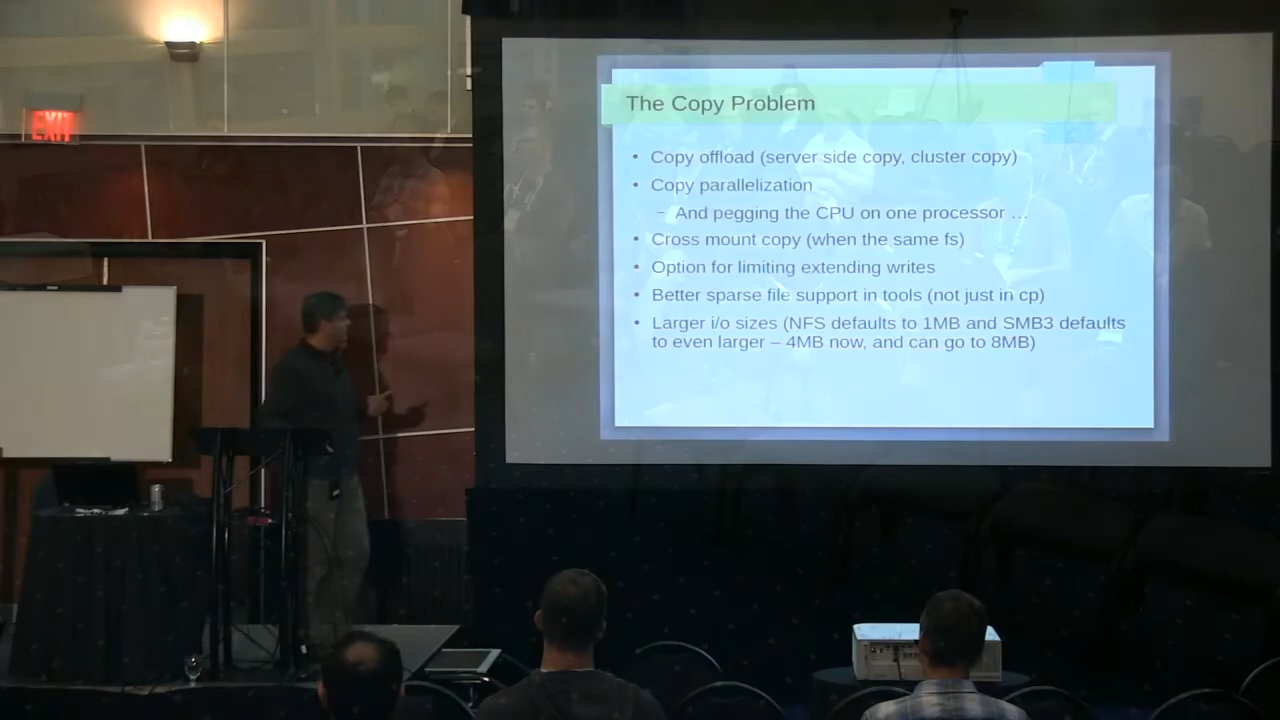 EXIT
The Copy Problem
• Copy offload (server side copy, cluster copy)
• Copy parallelization
– And pegging the CPU on one processor …
• Cross mount copy (when the same fs)
• Option for limiting extending writes
• Better sparse file support in tools (not just in cp)
• Larger i/o sizes (NFS defaults to 1MB and SMB3 defaults
to even larger – 4MB now, and can go to 8MB)